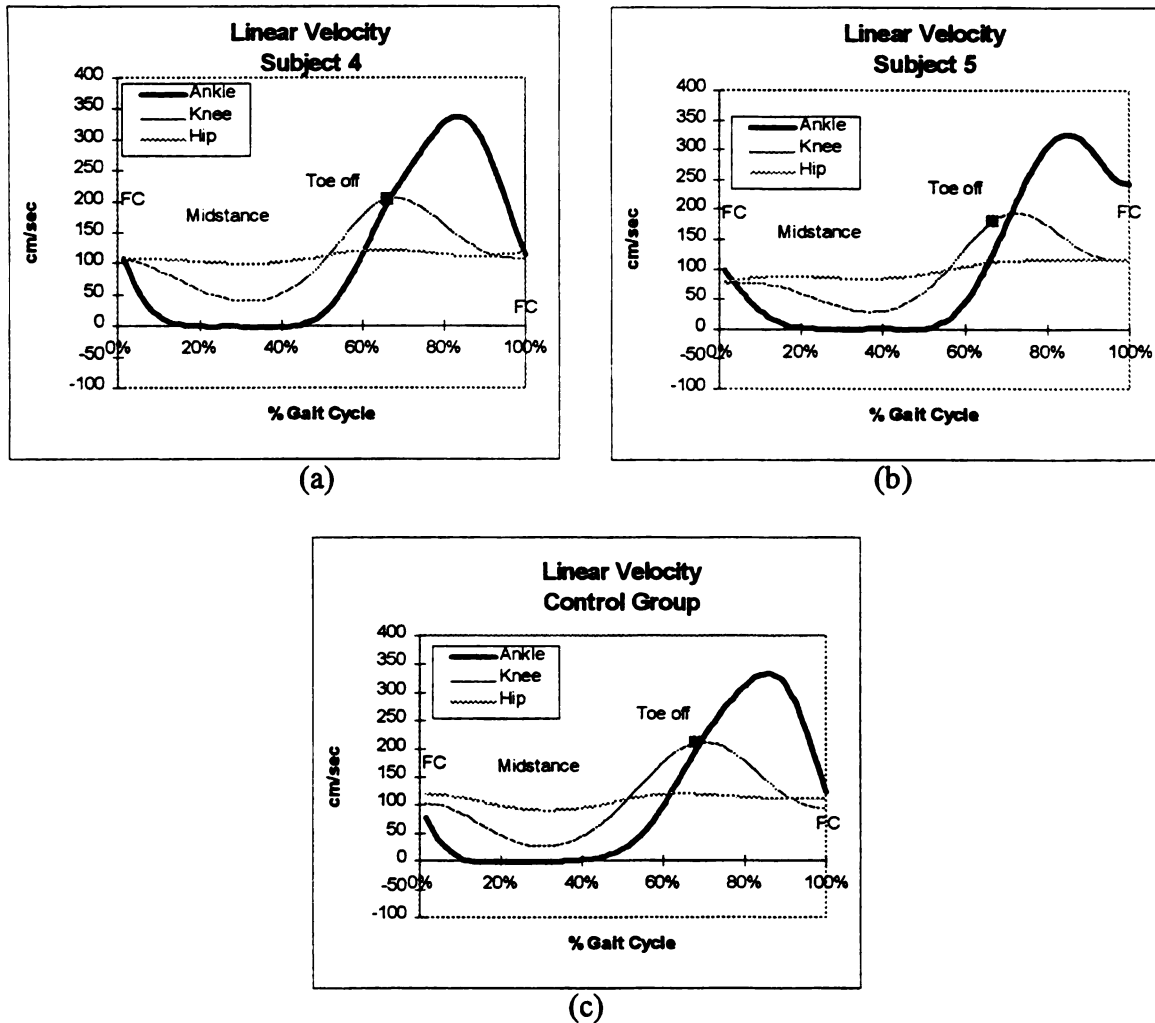 Linear Velocity
Subject 4
400
350
300
250
200
150
100
50
0
-50
-100
cm/sec
Ankle
Knee
Hip
FC
Midstance
Toe off
FC
0%
20%
40%
60%
80%
100%
% Gait Cycle
(a)
Linear Velocity
Subject 5
400
350
300
250
200
150
100
50
0
-50
-100
cm/sec
Ankle
Knee
Hip
FC
Midstance
Toe off
FC
0%
20%
40%
60%
80%
100%
% Gait Cycle
(b)
Linear Velocity
Control Group
400
350
300
250
200
150
100
50
0
-50
-100
cm/sec
Ankle
Knee
Hip
FC
Midstance
Toe off
FC
0%
20%
40%
60%
80%
100%
% Gait Cycle
(c)